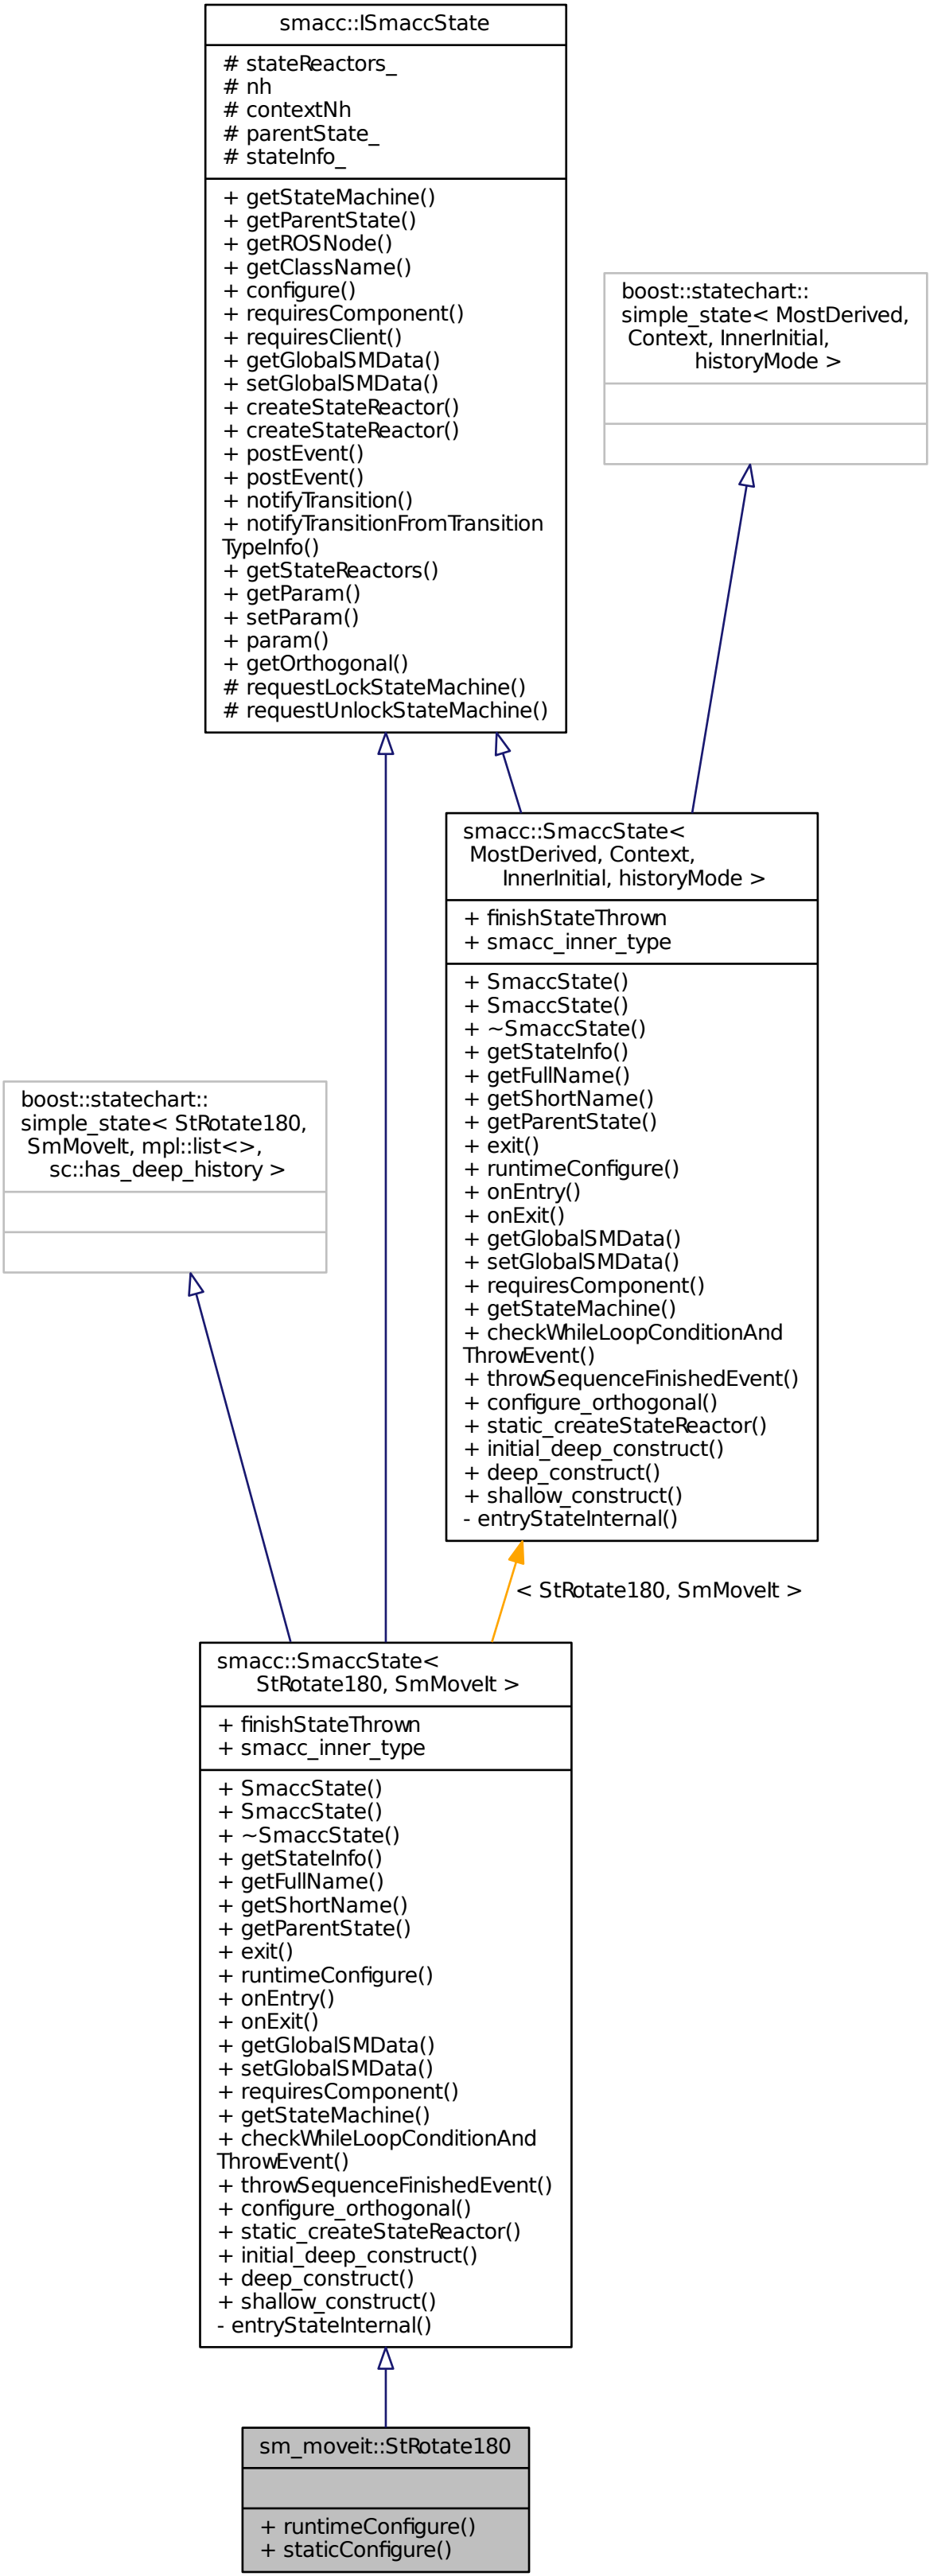 smacc::ISmaccState
# stateReactors_
# nh
# contextNh
# parentState_
# stateInfo_
+ getStateMachine()
+ getParentState()
+ getROSNode()
+ getClassName()
+ configure()
+ requiresComponent()
+ requiresClient()
+ getGlobalSMData()
+ setGlobalSMData()
+ createStateReactor()
+ createStateReactor()
+ postEvent()
+ postEvent()
+ notifyTransition()
+ notifyTransitionFromTransition
TypeInfo()
+ getStateReactors()
+ getParam()
+ setParam()
+ param()
+ getOrthogonal()
# requestLockStateMachine()
# requestUnlockStateMachine()
boost::statechart::
simple_state< MostDerived,
Context, InnerInitial,
historyMode >
smacc::SmaccState<
MostDerived, Context,
InnerInitial, historyMode >
+ finishStateThrown
+ smacc_inner_type
+ SmaccState()
+ SmaccState()
+ ~SmaccState()
+ getStateInfo()
+ getFullName()
+ getShortName()
+ getParentState()
+ exit()
+ runtimeConfigure()
+ onEntry()
+ onExit()
+ getGlobalSMData()
+ setGlobalSMData()
+ requiresComponent()
+ getStateMachine()
+ checkWhileLoopConditionAnd
ThrowEvent()
+ throwSequenceFinishedEvent()
+ configure_orthogonal()
+ static_createStateReactor()
+ initial_deep_construct()
+ deep_construct()
+ shallow_construct()
- entryStateInternal()
boost::statechart::
simple_state< StRotate180,
SmMoveIt, mpl::list<>,
sc::has_deep_history >
< StRotate180, SmMoveIt >
smacc::SmaccState<
StRotate180, SmMoveIt >
+ finishStateThrown
+ smacc_inner_type
+ SmaccState()
+ SmaccState()
+ ~SmaccState()
+ getStateInfo()
+ getFullName()
+ getShortName()
+ getParentState()
+ exit()
+ runtimeConfigure()
+ onEntry()
+ onExit()
+ getGlobalSMData()
+ setGlobalSMData()
+ requiresComponent()
+ getStateMachine()
+ checkWhileLoopConditionAnd
ThrowEvent()
+ throwSequenceFinishedEvent()
+ configure_orthogonal()
+ static_createStateReactor()
+ initial_deep_construct()
+ deep_construct()
+ shallow_construct()
- entryStateInternal()
sm_moveit::StRotate180
+ runtimeConfigure()
+ staticConfigure()